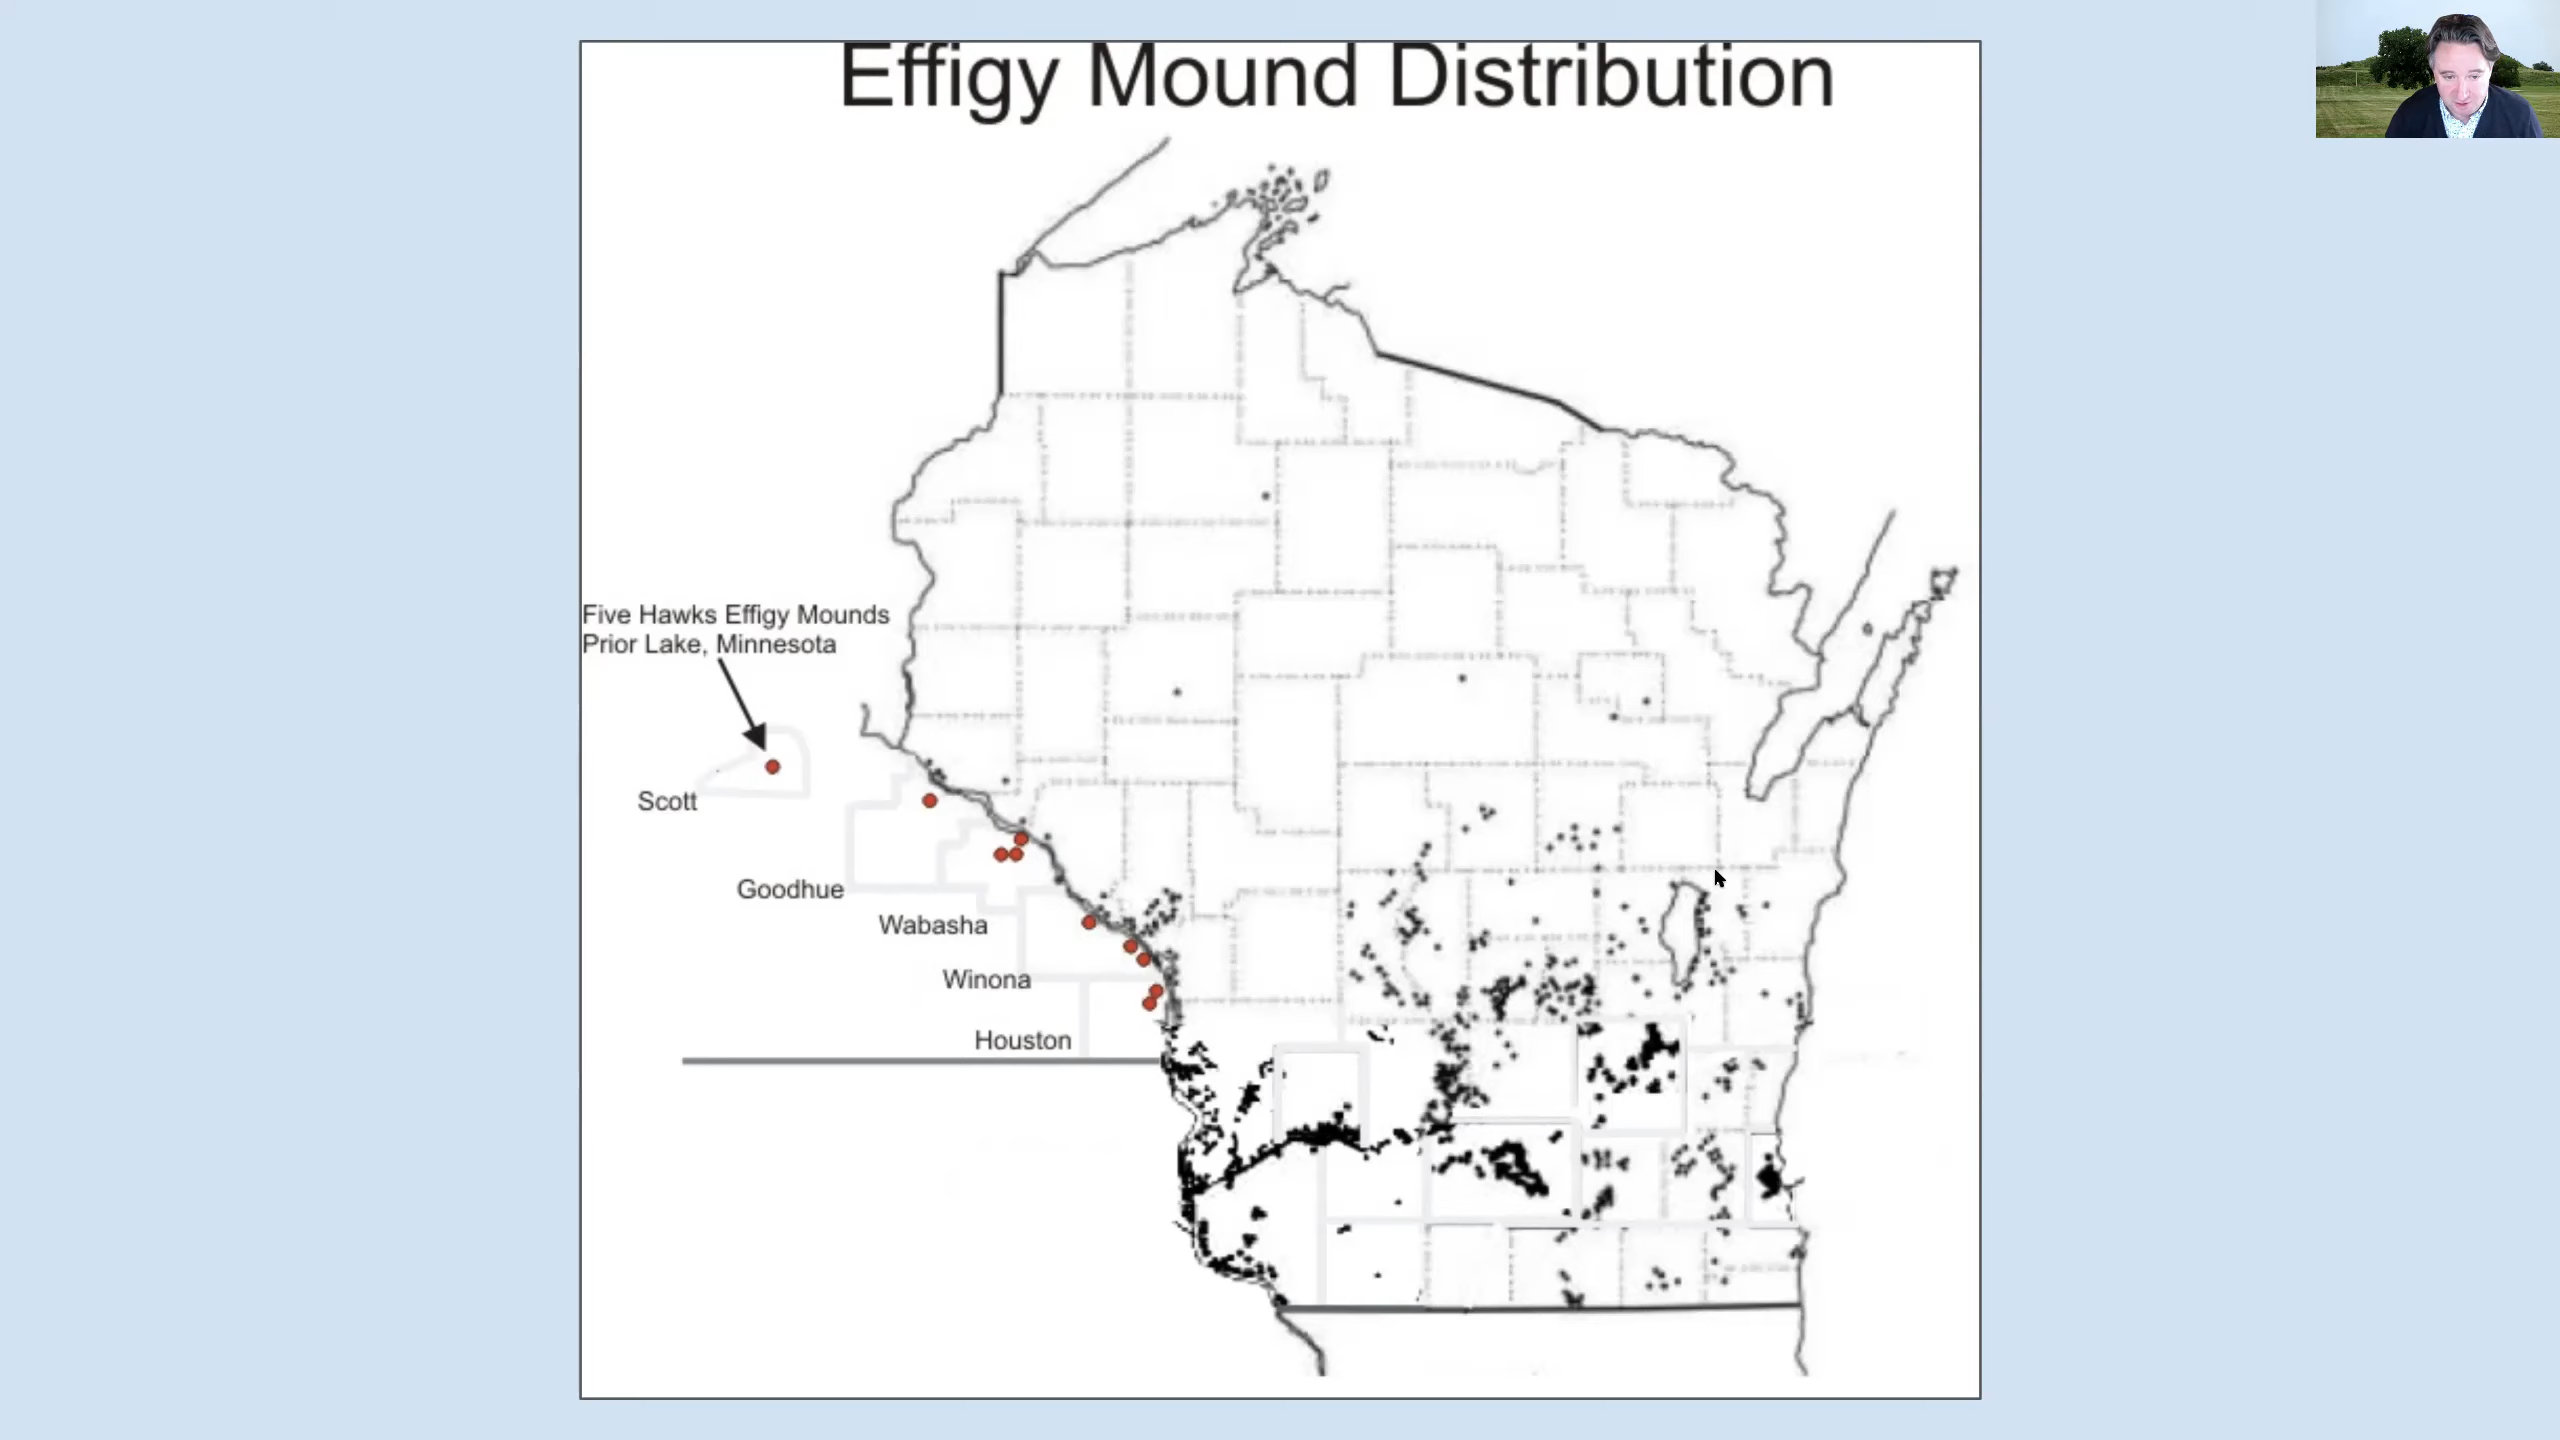 Effigy Mound Distribution
Five Hawks Effigy Mounds
Prior Lake, Minnesota
Scott
Goodhue
Wabasha
Winona
Houston